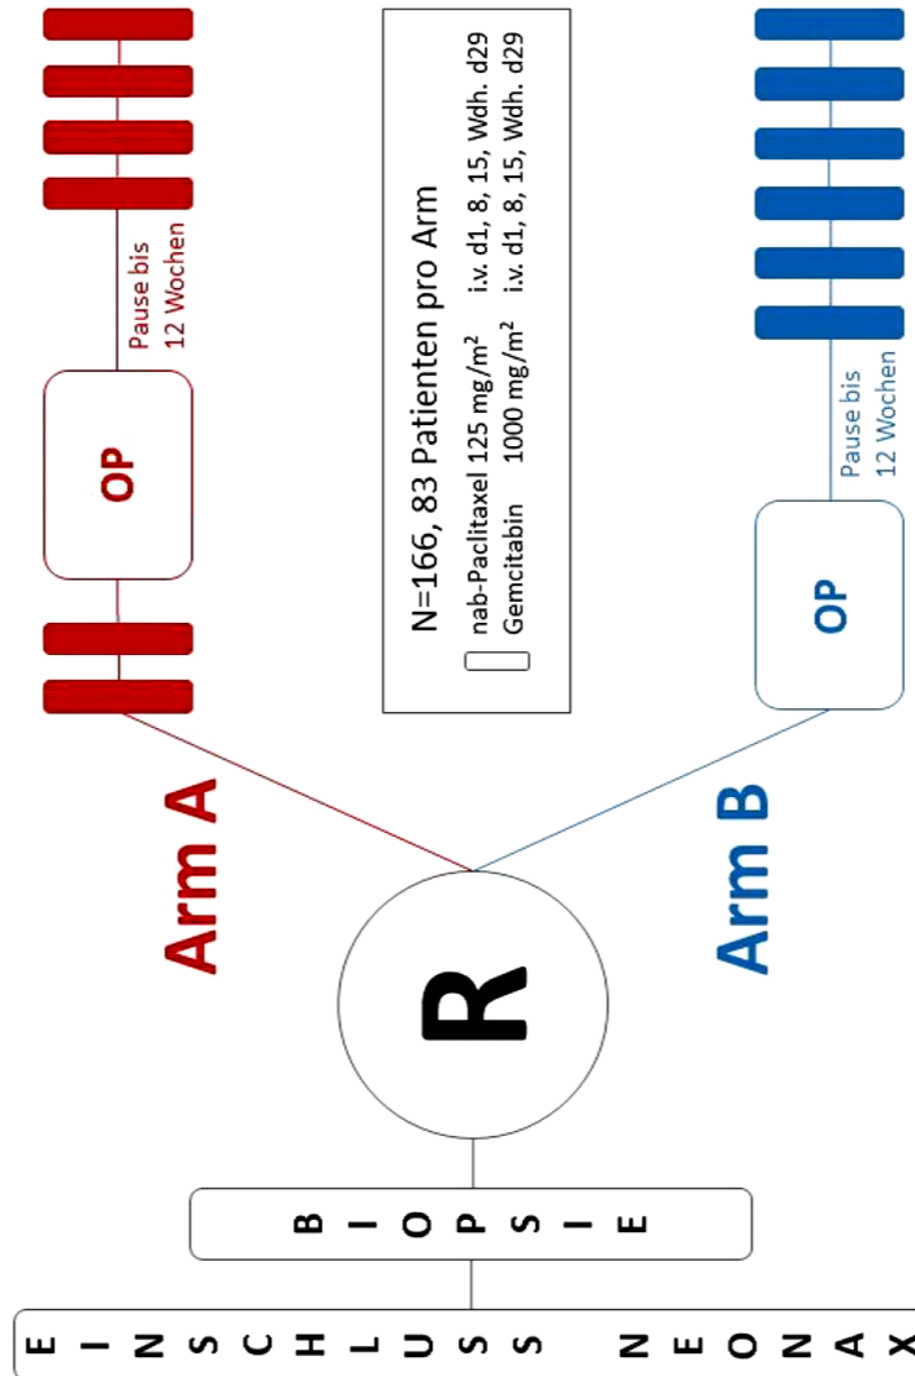 EINSCHLUSS NEONAX
BIOPSIE
R
Arm A
OP
Pause bis
12 Wochen
N=166, 83 Patienten pro Arm
nab-Paclitaxel 125 mg/m² i.v. d1, 8, 15, Wdh. d29
Gemcitabin 1000 mg/m² i.v. d1, 8, 15, Wdh. d29
Arm B
OP
Pause bis
12 Wochen